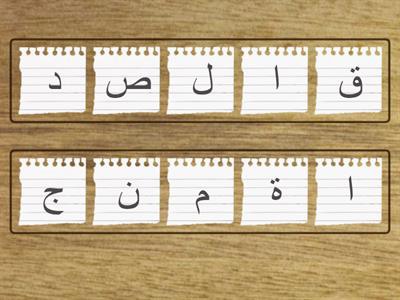 ق ا ل ص د
ا ة م ن ج